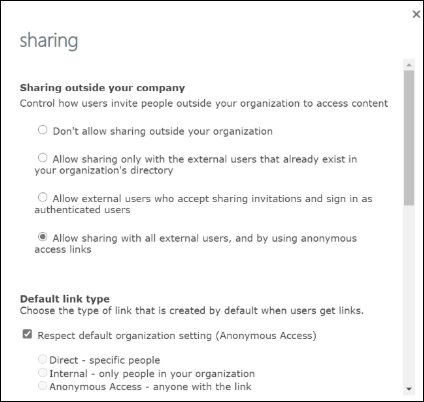 sharing
Sharing outside your company
Control how users invite people outside your organization to access content
Don't allow sharing outside your organization
Allow sharing only with the external users that already exist in
your organization's directory
Allow external users who accept sharing invitations and sign in as
authenticated users
Allow sharing with all external users, and by using anonymous
access links
Default link type
Choose the type of link that is created by default when users get links.
Respect default organization setting (Anonymous Access)
Direct - specific people
Internal - only people in your organization
Anonymous Access - anyone with the link